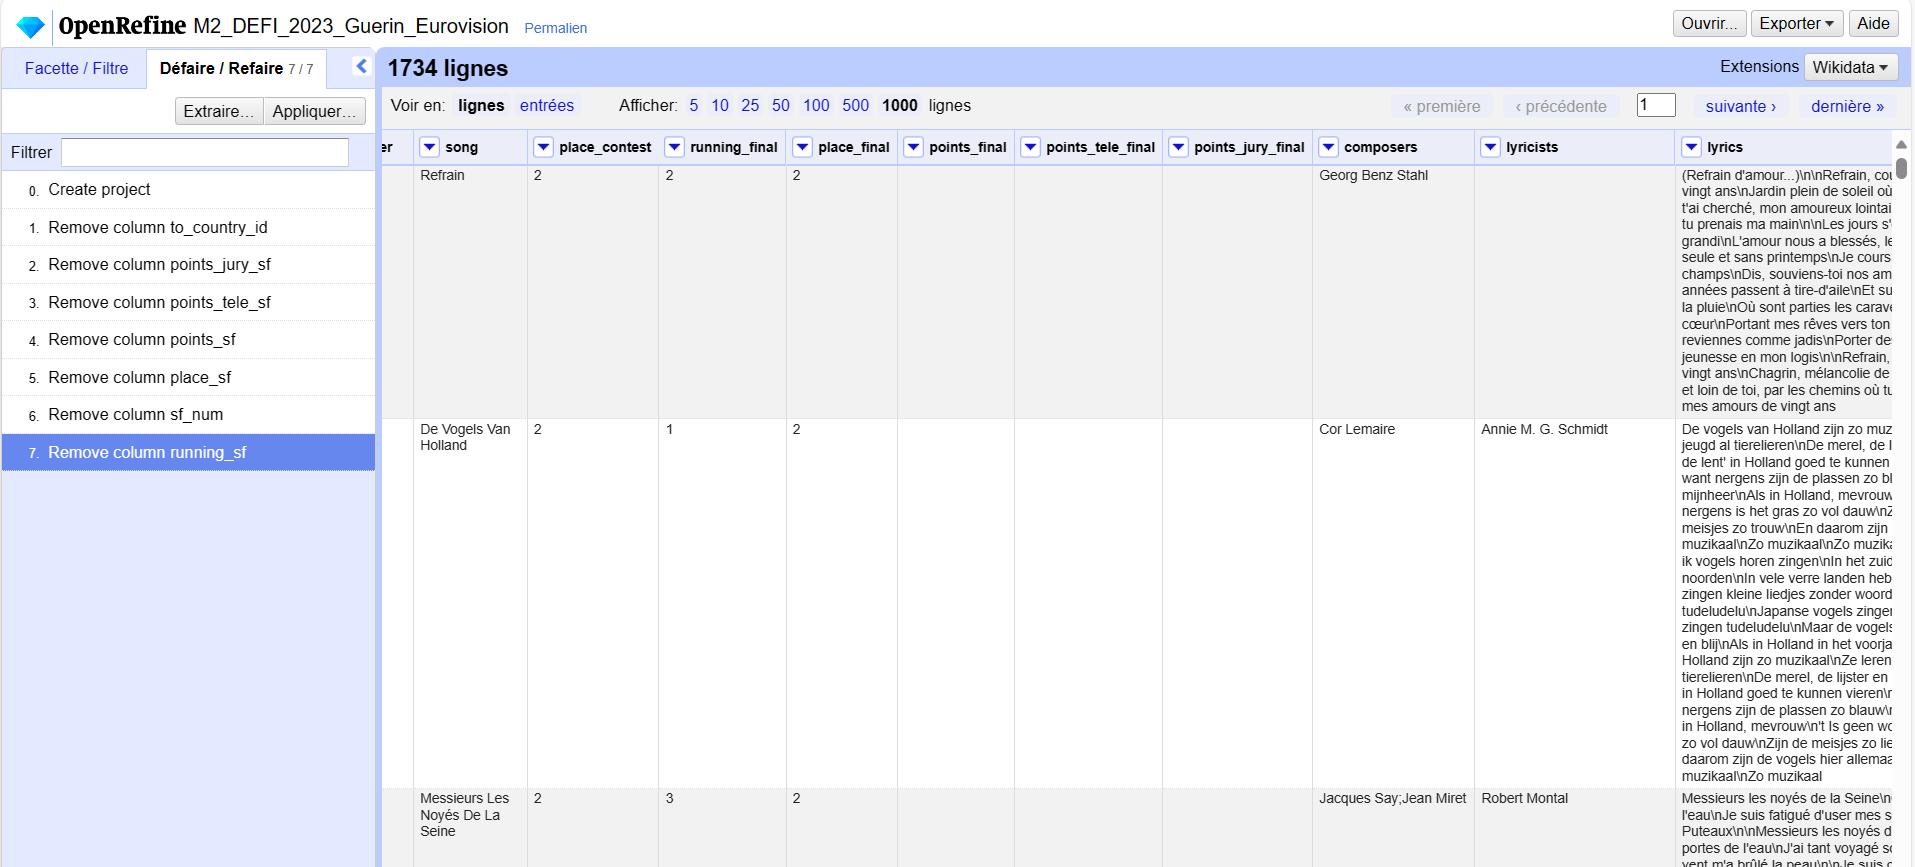 OpenRefine M2_DEFI_2023_Guerin_Eurovision Permalien
Ouvrir... Exporter Aide
Facette / Filtre Défaire / Refaire 7 / 7
Extraire... Appliquer...
Filtrer
0. Create project
1. Remove column to_country_id
2. Remove column points_jury_sf
3. Remove column points_tele_sf
4. Remove column points_sf
5. Remove column place_sf
6. Remove column sf_num
7. Remove column running_sf
1734 lignes
Extensions Wikidata
Voir en: lignes entrées Afficher: 5 10 25 50 100 500 1000 lignes
« première ‹ précédente 1 suivante › dernière »
er song place_contest running_final place_final points_final points_tele_final points_jury_final composers lyricists lyrics
Refrain 2 2 2 Georg Benz Stahl
(Refrain d'amour...)\n\nRefrain, cou
vingt ans\nJardin plein de soleil où
t'ai cherché, mon amoureux lointai
tu prenais ma main\n\nLes jours s'
grandi\nL'amour nous a blessés, le
seule et sans printemps\nJe cours
champs\nDis, souviens-toi nos am
années passent à tire-d'aile\nEt su
la pluie\nOù sont parties les carave
cœur\nPortant mes rêves vers ton
reviennes comme jadis\nPorter des
jeunesse en mon logis\n\nRefrain,
vingt ans\nChagrin, mélancolie de
et loin de toi, par les chemins où tu
mes amours de vingt ans
De Vogels Van
Holland
2 1 2 Cor Lemaire Annie M. G. Schmidt
De vogels van Holland zijn zo muz
jeugd al tierelieren\nDe merel, de l
de lent' in Holland goed te kunnen
want nergens zijn de plassen zo bl
mijnheer\nAls in Holland, mevrouw
nergens is het gras zo vol dauw\nZ
meisjes zo trouw\nEn daarom zijn
muzikaal\nZo muzikaal\nZo muzika
ik vogels horen zingen\nIn het zuid
noorden\nIn vele verre landen heb
zingen kleine liedjes zonder woord
tudeludelu\nJapanse vogels zingen
zingen tudeludelu\nMaar de vogels
en blij\nAls in Holland in het voorja
Holland zijn zo muzikaal\nZe leren
tierelieren\nDe merel, de lijster en
in Holland goed te kunnen vieren\n
nergens zijn de plassen zo blauw\n
in Holland, mevrouw\n't Is geen wo
zo vol dauw\nZijn de meisjes zo lie
daarom zijn de vogels hier allemaa
muzikaal\nZo muzikaal
Messieurs Les
Noyés De La
Seine
2 3 2 Jacques Say;Jean Miret Robert Montal
Messieurs les noyés de la Seine\n
l'eau\nJe suis fatigué d'user mes s
Puteaux\n\nMessieurs les noyés d
portes de l'eau\nJ'ai tant voyagé s
vent m'a brûlé la peau\n\nJe suis